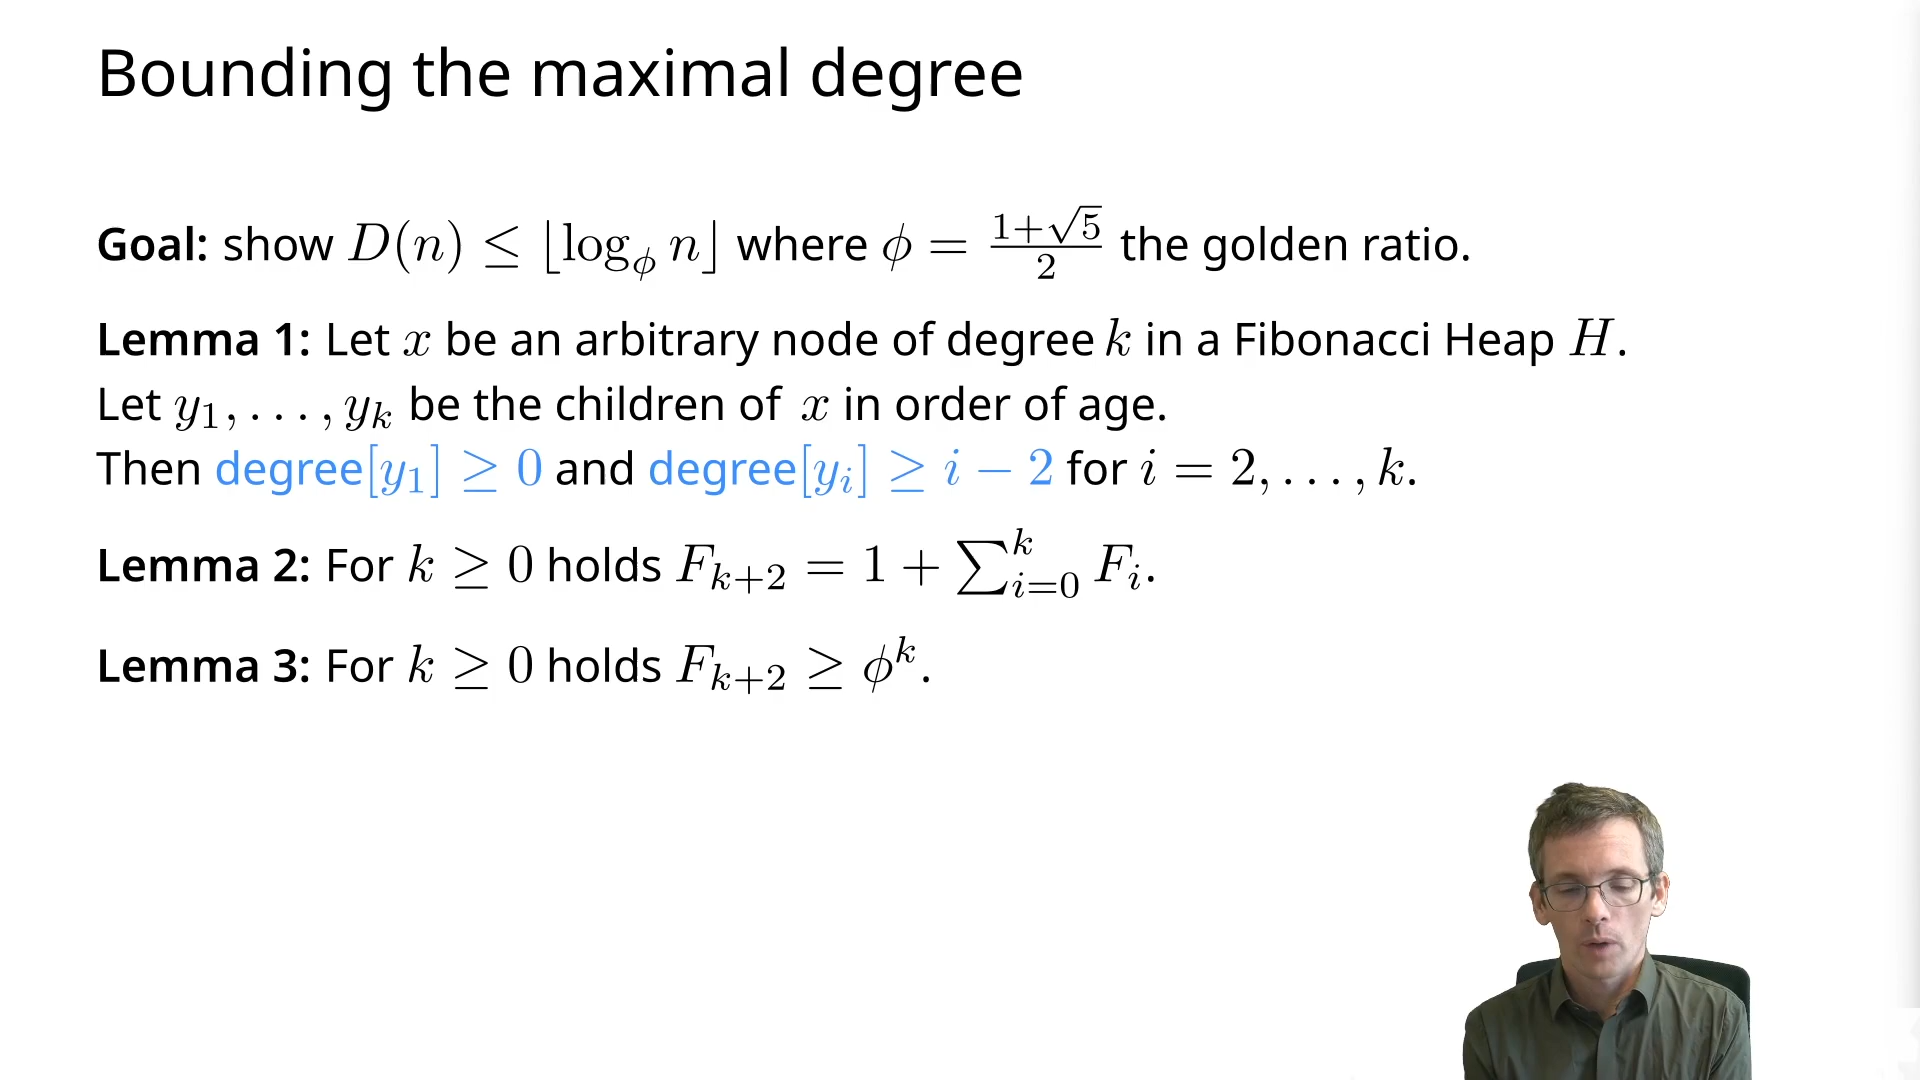 Bounding the maximal degree
Goal: show $D(n) \leq \lfloor \log_\phi n \rfloor$ where $\phi = \frac{1+\sqrt{5}}{2}$ the golden ratio.
Lemma 1: Let $x$ be an arbitrary node of degree $k$ in a Fibonacci Heap $H$.
Let $y_1, \ldots, y_k$ be the children of $x$ in order of age.
Then degree$[y_1] \geq 0$ and degree$[y_i] \geq i - 2$ for $i = 2, \ldots, k$.
Lemma 2: For $k \geq 0$ holds $F_{k+2} = 1 + \sum_{i=0}^{k} F_i$.
Lemma 3: For $k \geq 0$ holds $F_{k+2} \geq \phi^k$.